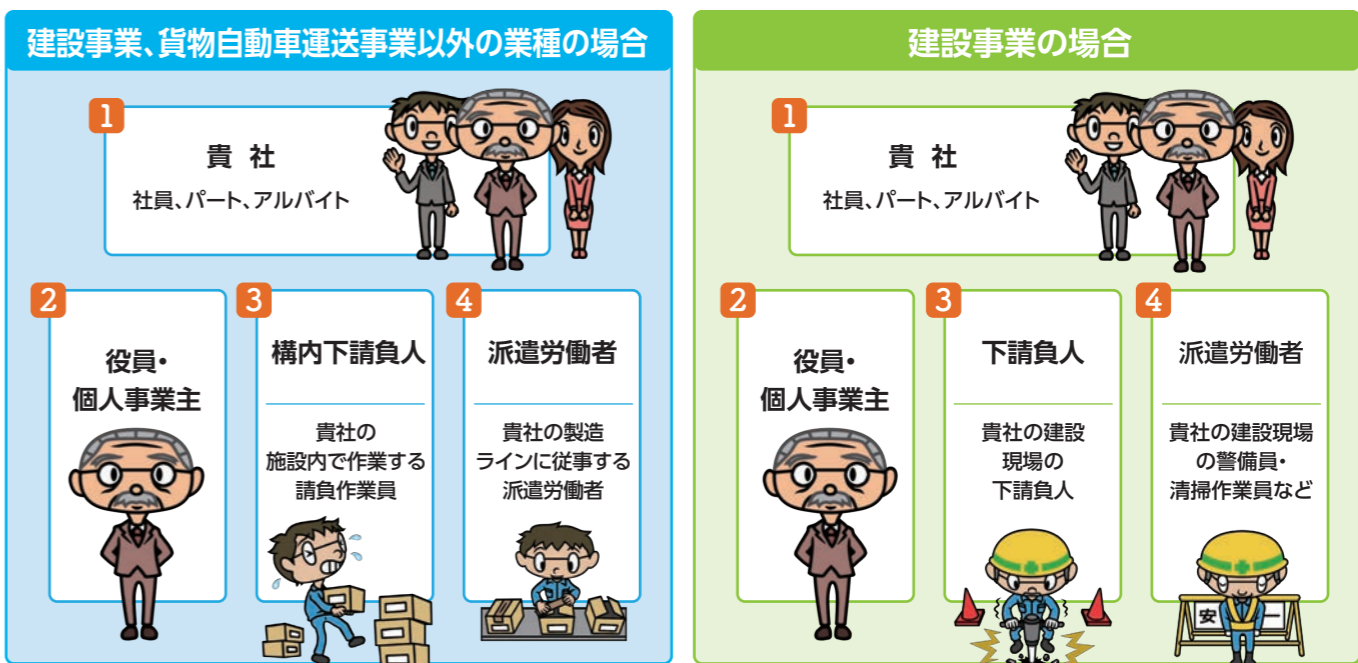 建設事業、貨物自動車運送事業以外の業種の場合
1
貴 社
社員、パート、アルバイト
2
役員・
個人事業主
3
構内下請負人
貴社の
施設内で作業する
請負作業員
4
派遣労働者
貴社の製造
ラインに従事する
派遣労働者
建設事業の場合
1
貴 社
社員、パート、アルバイト
2
役員・
個人事業主
3
下請負人
貴社の建設
現場の
下請負人
4
派遣労働者
貴社の建設現場
の警備員・
清掃作業員など
安 一